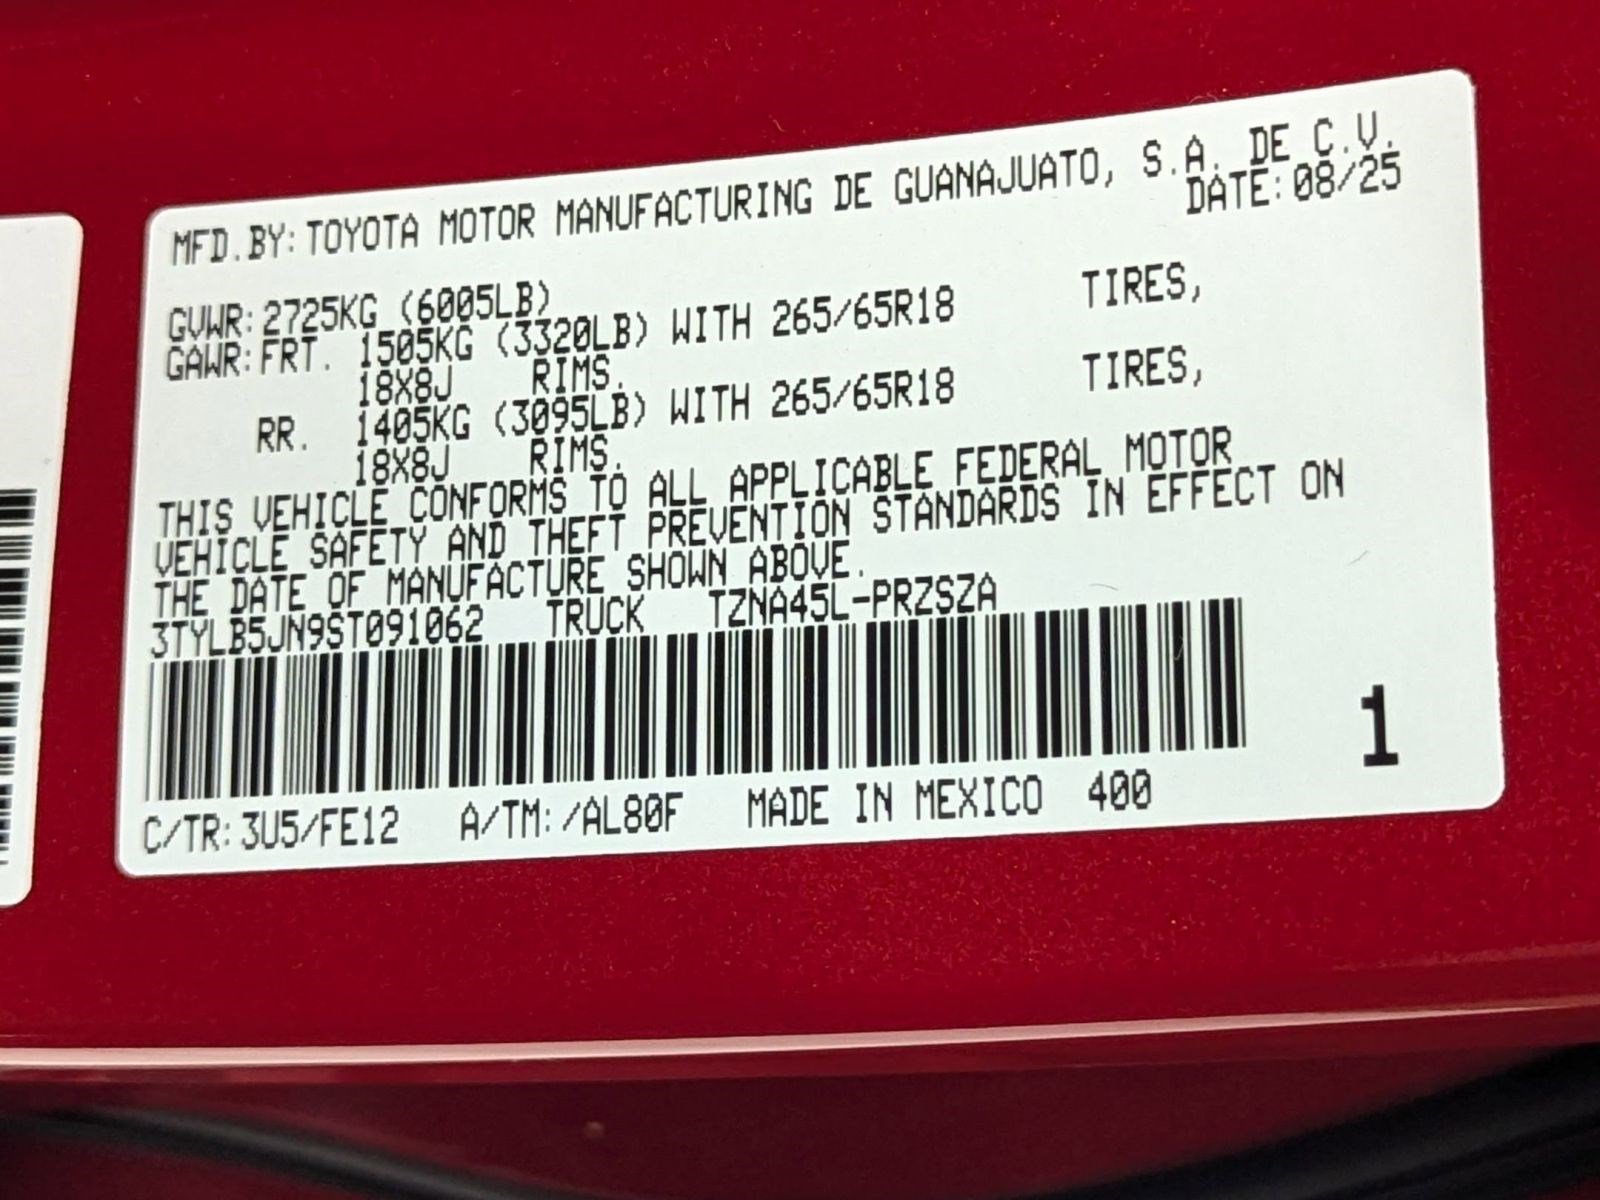 MFD.BY:TOYOTA MOTOR MANUFACTURING DE GUANAJUATO, S.A. DE C.V.
DATE:08/25
GVWR:2725KG (6005LB)
GAWR:FRT. 1505KG (3320LB) WITH 265/65R18 TIRES,
18X8J RIMS.
RR. 1405KG (3095LB) WITH 265/65R18 TIRES,
18X8J RIMS.
THIS VEHICLE CONFORMS TO ALL APPLICABLE FEDERAL MOTOR
VEHICLE SAFETY AND THEFT PREVENTION STANDARDS IN EFFECT ON
THE DATE OF MANUFACTURE SHOWN ABOVE.
3TYLB5JN9ST091062 TRUCK TZNA45L-PRZSZA
1
C/TR:3U5/FE12 A/TM:/AL80F MADE IN MEXICO 400